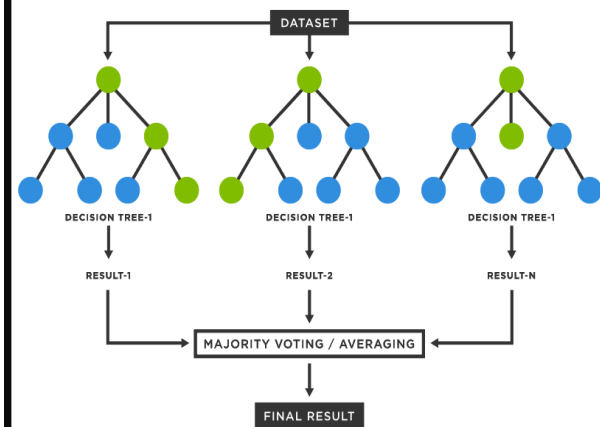 DATASET
DECISION TREE-1
DECISION TREE-1
DECISION TREE-1
RESULT-1
RESULT-2
RESULT-N
MAJORITY VOTING / AVERAGING
FINAL RESULT